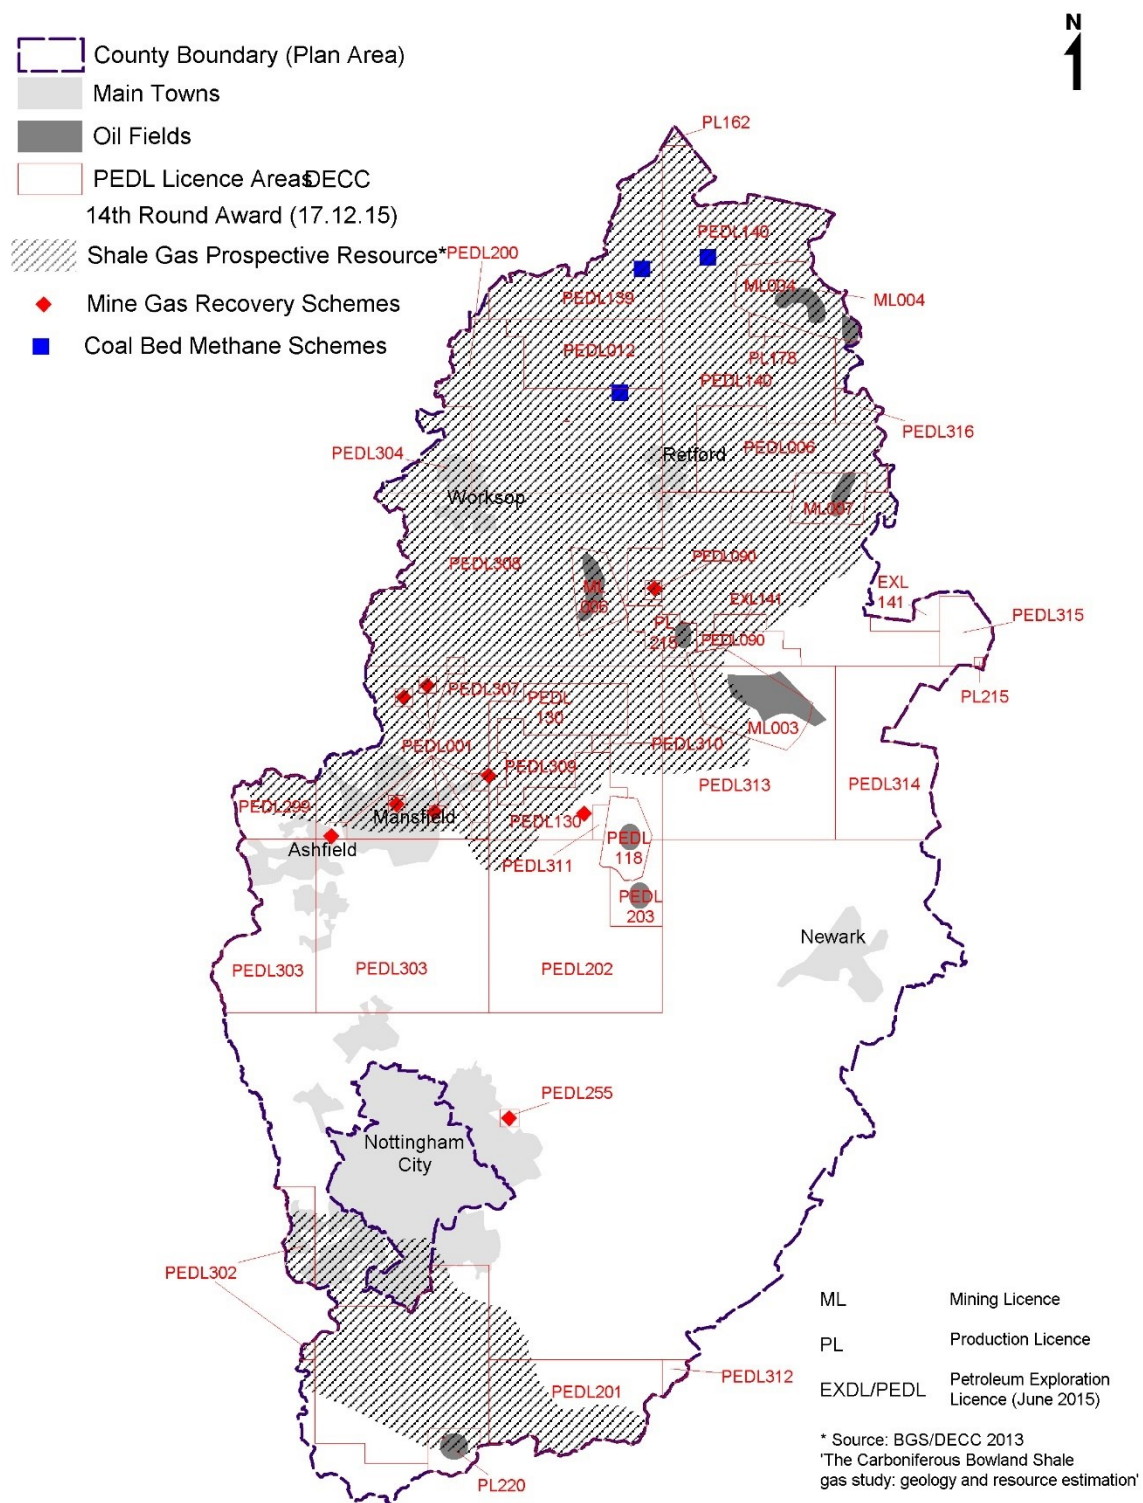 N
County Boundary (Plan Area)
Main Towns
Oil Fields
PEDL Licence Areas DECC
14th Round Award (17.12.15)
Shale Gas Prospective Resource*
Mine Gas Recovery Schemes
Coal Bed Methane Schemes
PL162
PEDL140
PEDL200
ML004
ML004
PEDL139
PEDL012
PL178
PEDL140
PEDL316
PEDL006
PEDL304
Retford
Worksop
ML007
PEDL308
PEDL090
ML
006
EXL141
EXL
141
PEDL315
PL
215
PEDL090
PL215
PEDL307
PEDL
130
ML003
PEDL001
PEDL310
PEDL309
PEDL313
PEDL314
PEDL299
Mansfield
PEDL130
Ashfield
PEDL311
PEDL
118
PEDL
203
Newark
PEDL303
PEDL303
PEDL202
PEDL255
Nottingham
City
PEDL302
PEDL312
PEDL201
PL220
ML Mining Licence
PL Production Licence
EXDL/PEDL Petroleum Exploration
Licence (June 2015)
* Source: BGS/DECC 2013
'The Carboniferous Bowland Shale
gas study: geology and resource estimation'